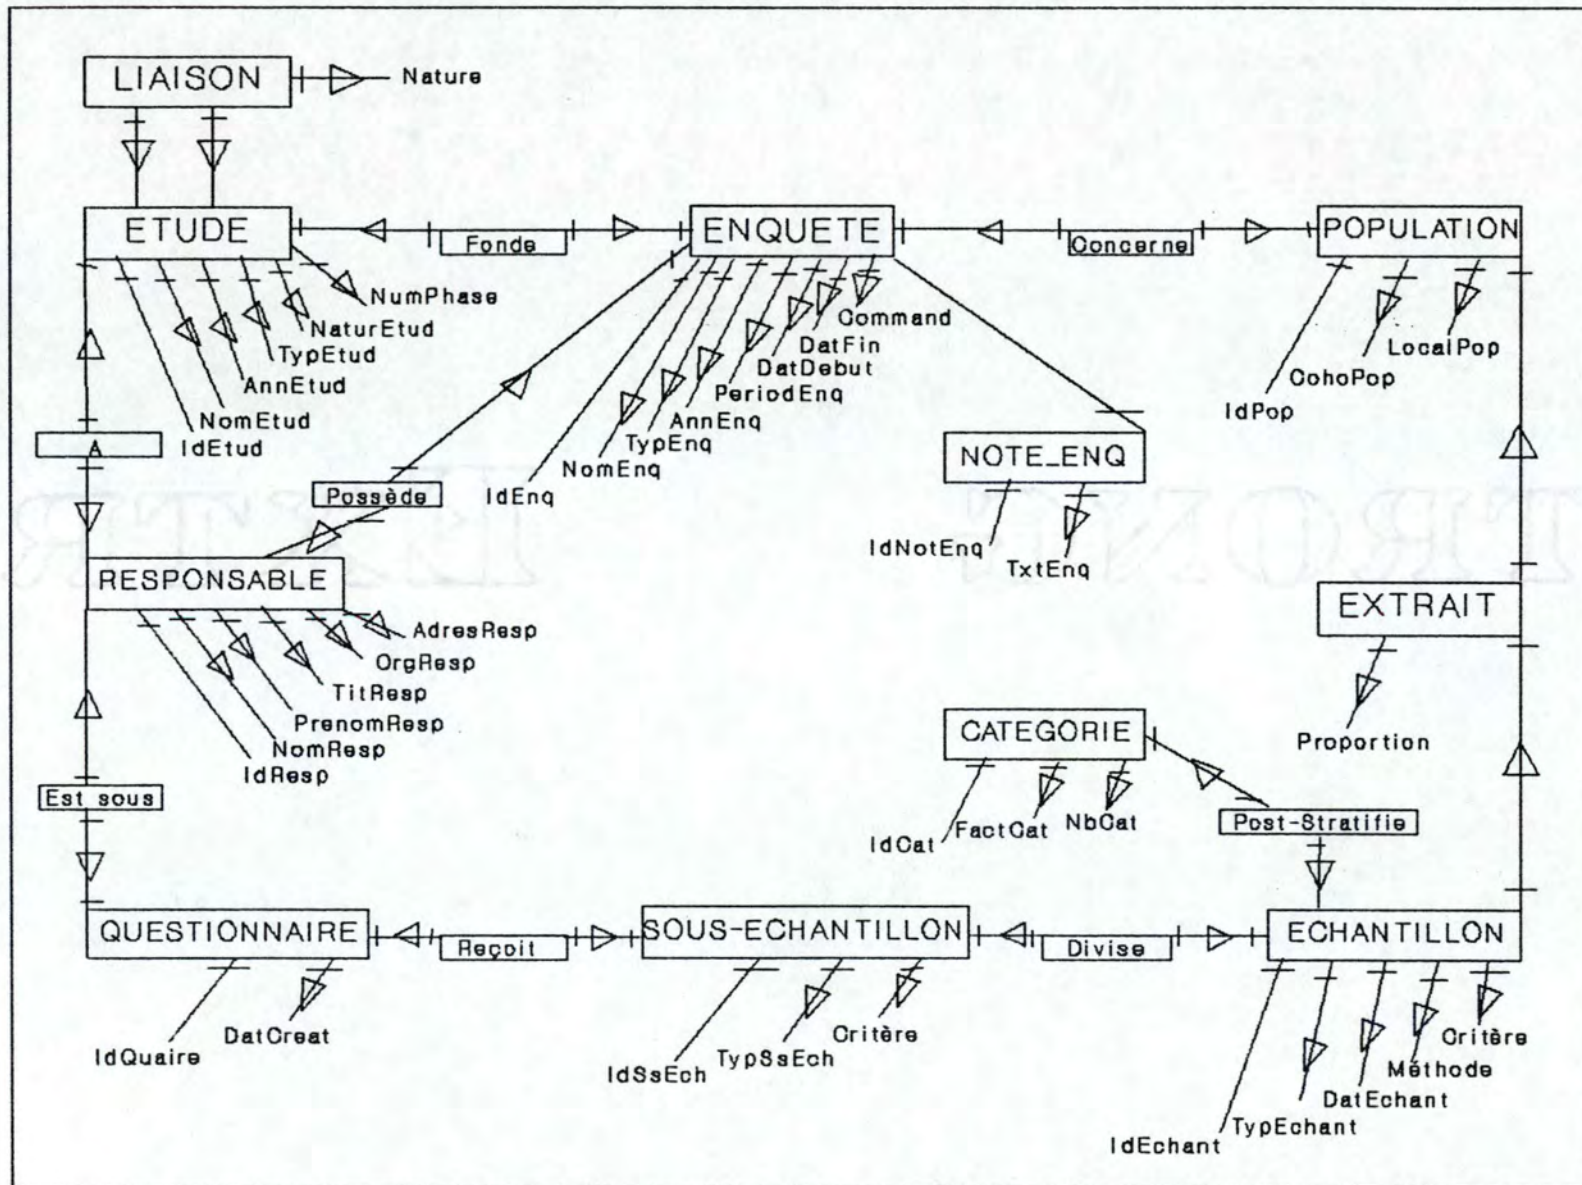 LIAISON
Nature
ETUDE
Fonde
ENQUETE
Concerne
POPULATION
NumPhase
NaturEtud
TypEtud
AnnEtud
NomEtud
IdEtud
Command
DatFin
DatDebut
PeriodEnq
AnnEnq
TypEnq
NomEnq
IdEnq
LocalPop
CohoPop
IdPop
A
Possède
NOTE_ENQ
IdNotEnq
TxtEnq
RESPONSABLE
EXTRAIT
AdresResp
OrgResp
TitResp
PrenomResp
NomResp
IdResp
Proportion
CATEGORIE
Est sous
IdCat
FactCat
NbCat
Post-Stratifie
QUESTIONNAIRE
Reçoit
SOUS-ECHANTILLON
Divise
ECHANTILLON
IdQuaire
DatCreat
IdSsEch
TypSsEch
Critère
Critère
Méthode
DatEchant
TypEchant
IdEchant